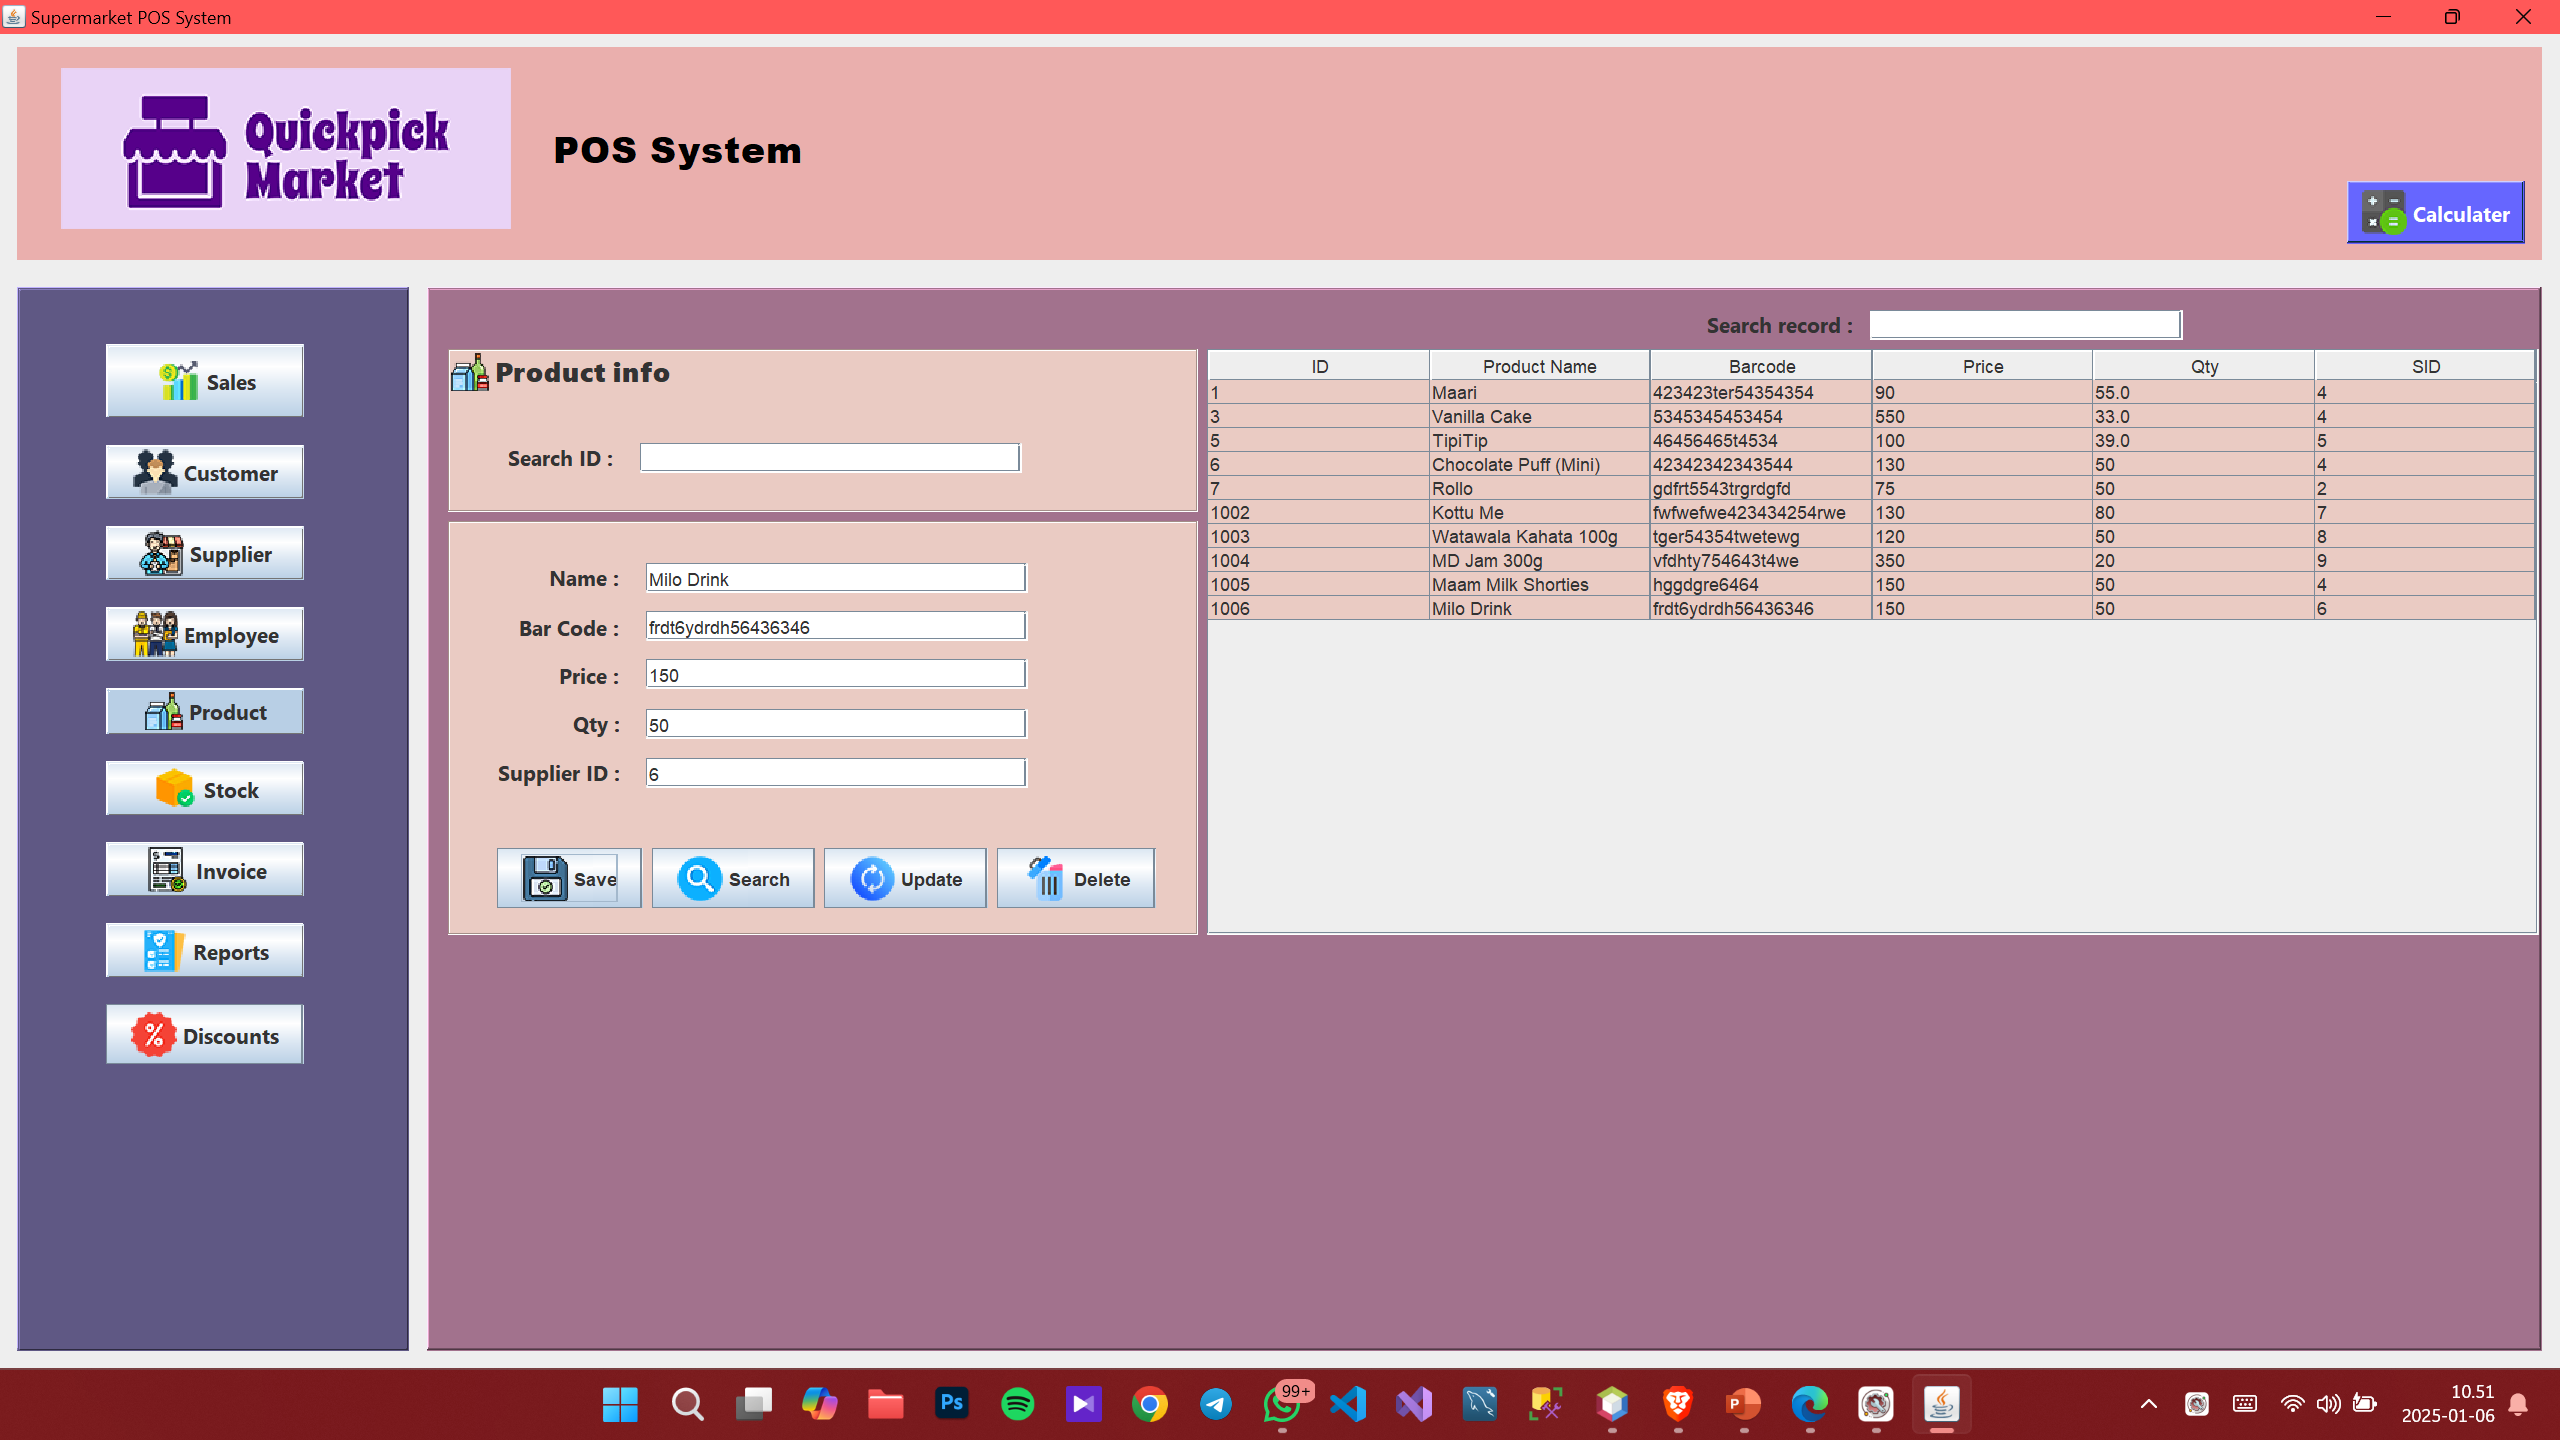 Supermarket POS System
Quickpick
Market
POS System
Calculater
Sales
Customer
Supplier
Employee
Product
Stock
Invoice
Reports
Discounts
Product info
Search ID :
Name : Milo Drink
Bar Code : frdt6ydrdh56436346
Price : 150
Qty : 50
Supplier ID : 6
Save Search Update Delete
Search record :
ID Product Name Barcode Price Qty SID
1 Maari 423423ter54354354 90 55.0 4
3 Vanilla Cake 5345345453454 550 33.0 4
5 TipiTip 46456465t4534 100 39.0 5
6 Chocolate Puff (Mini) 42342342343544 130 50 4
7 Rollo gdfrt5543trgrdgfd 75 50 2
1002 Kottu Me fwfwefwe423434254rwe 130 80 7
1003 Watawala Kahata 100g tger54354twetewg 120 50 8
1004 MD Jam 300g vfdhty754643t4we 350 20 9
1005 Maam Milk Shorties hggdgre6464 150 50 4
1006 Milo Drink frdt6ydrdh56436346 150 50 6
Ps
99+
P
10.51
2025-01-06